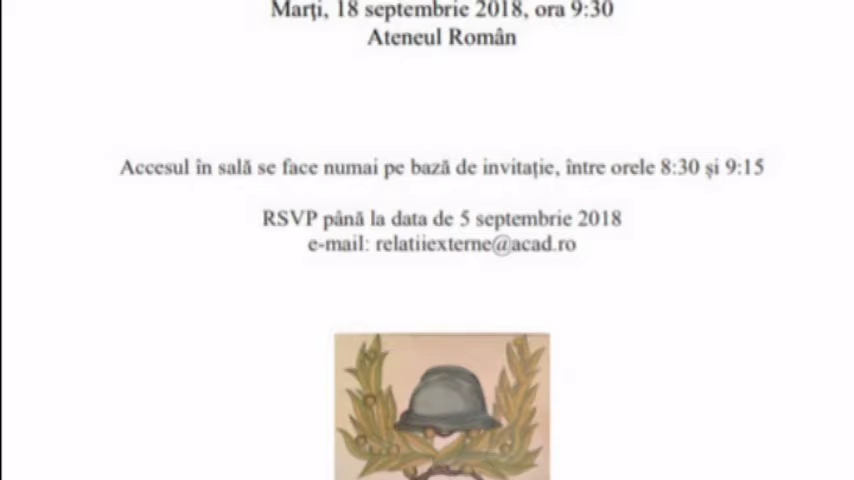 Marți, 18 septembrie 2018, ora 9:30
Ateneul Român
Accesul în sală se face numai pe bază de invitație, între orele 8:30 și 9:15
RSVP până la data de 5 septembrie 2018
e-mail: relatiiexterne@acad.ro